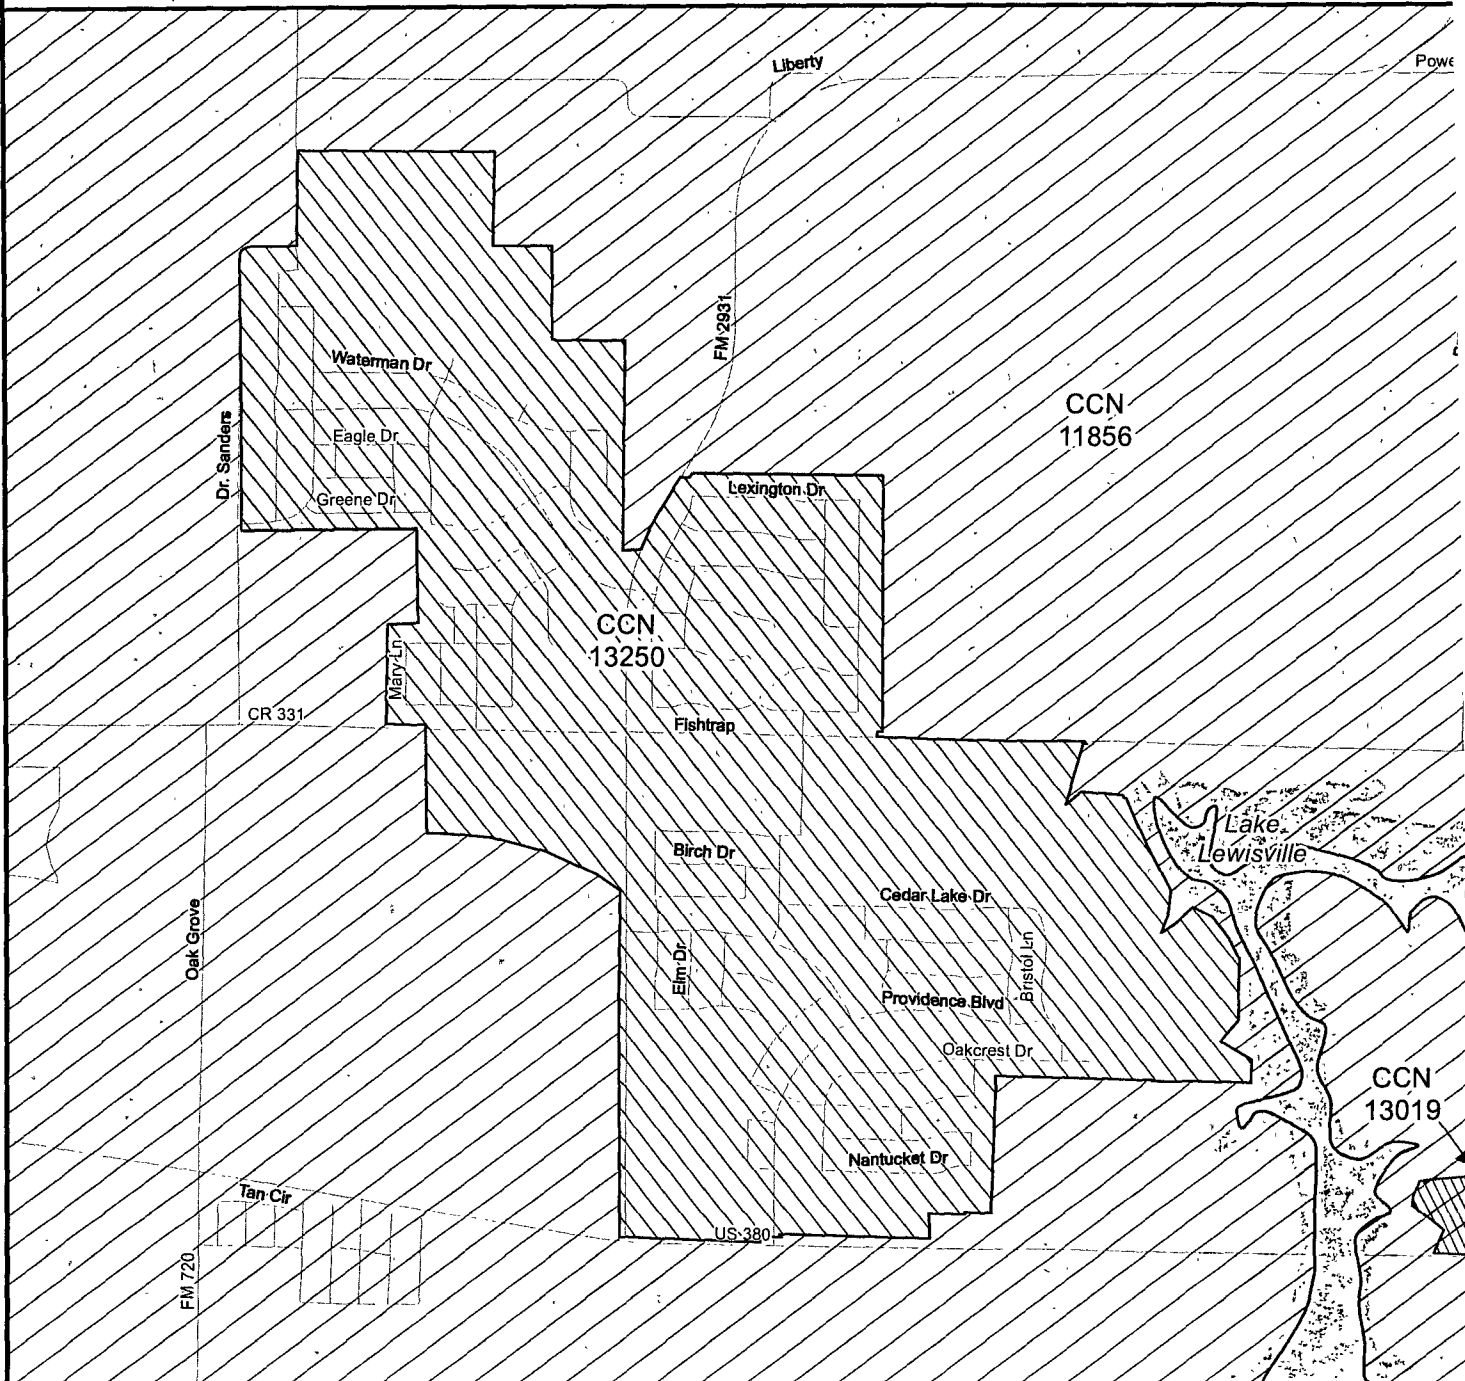 Liberty
Powe
FM 2931
Waterman Dr
CCN
11856
Dr. Sanders
Eagle Dr
Greene Dr
Lexington Dr
CCN
13250
Mary Ln
CR 331
Fishtrap
Lake
Lewisville
Birch Dr
Cedar Lake Dr
Oak Grove
Elm Dr
Bristol Ln
Providence Blvd
Oakcrest Dr
CCN
13019
Nantucket Dr
Tan Cir
US 380
FM 720